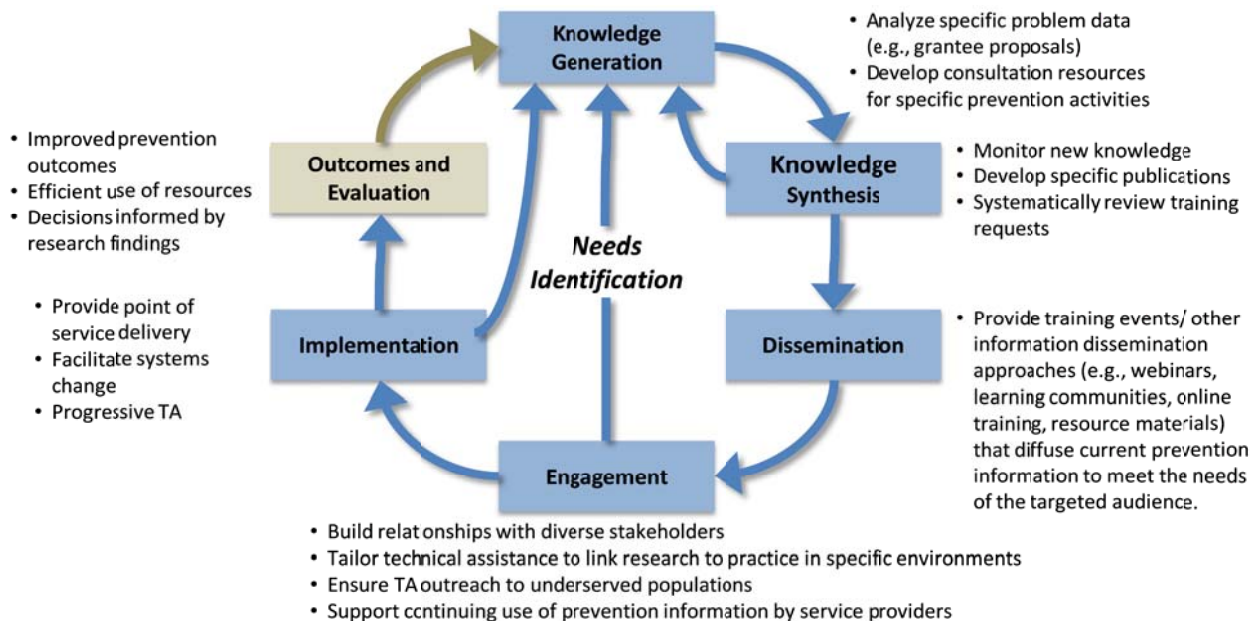 Knowledge
Generation
• Analyze specific problem data
(e.g., grantee proposals)
• Develop consultation resources
for specific prevention activities
Knowledge
Synthesis
• Monitor new knowledge
• Develop specific publications
• Systematically review training
requests
Dissemination
• Provide training events/ other
information dissemination
approaches (e.g., webinars,
learning communities, online
training, resource materials)
that diffuse current prevention
information to meet the needs
of the targeted audience.
Engagement
• Build relationships with diverse stakeholders
• Tailor technical assistance to link research to practice in specific environments
• Ensure TA outreach to underserved populations
• Support continuing use of prevention information by service providers
Implementation
• Provide point of
service delivery
• Facilitate systems
change
• Progressive TA
Outcomes and
Evaluation
• Improved prevention
outcomes
• Efficient use of resources
• Decisions informed by
research findings
Needs
Identification